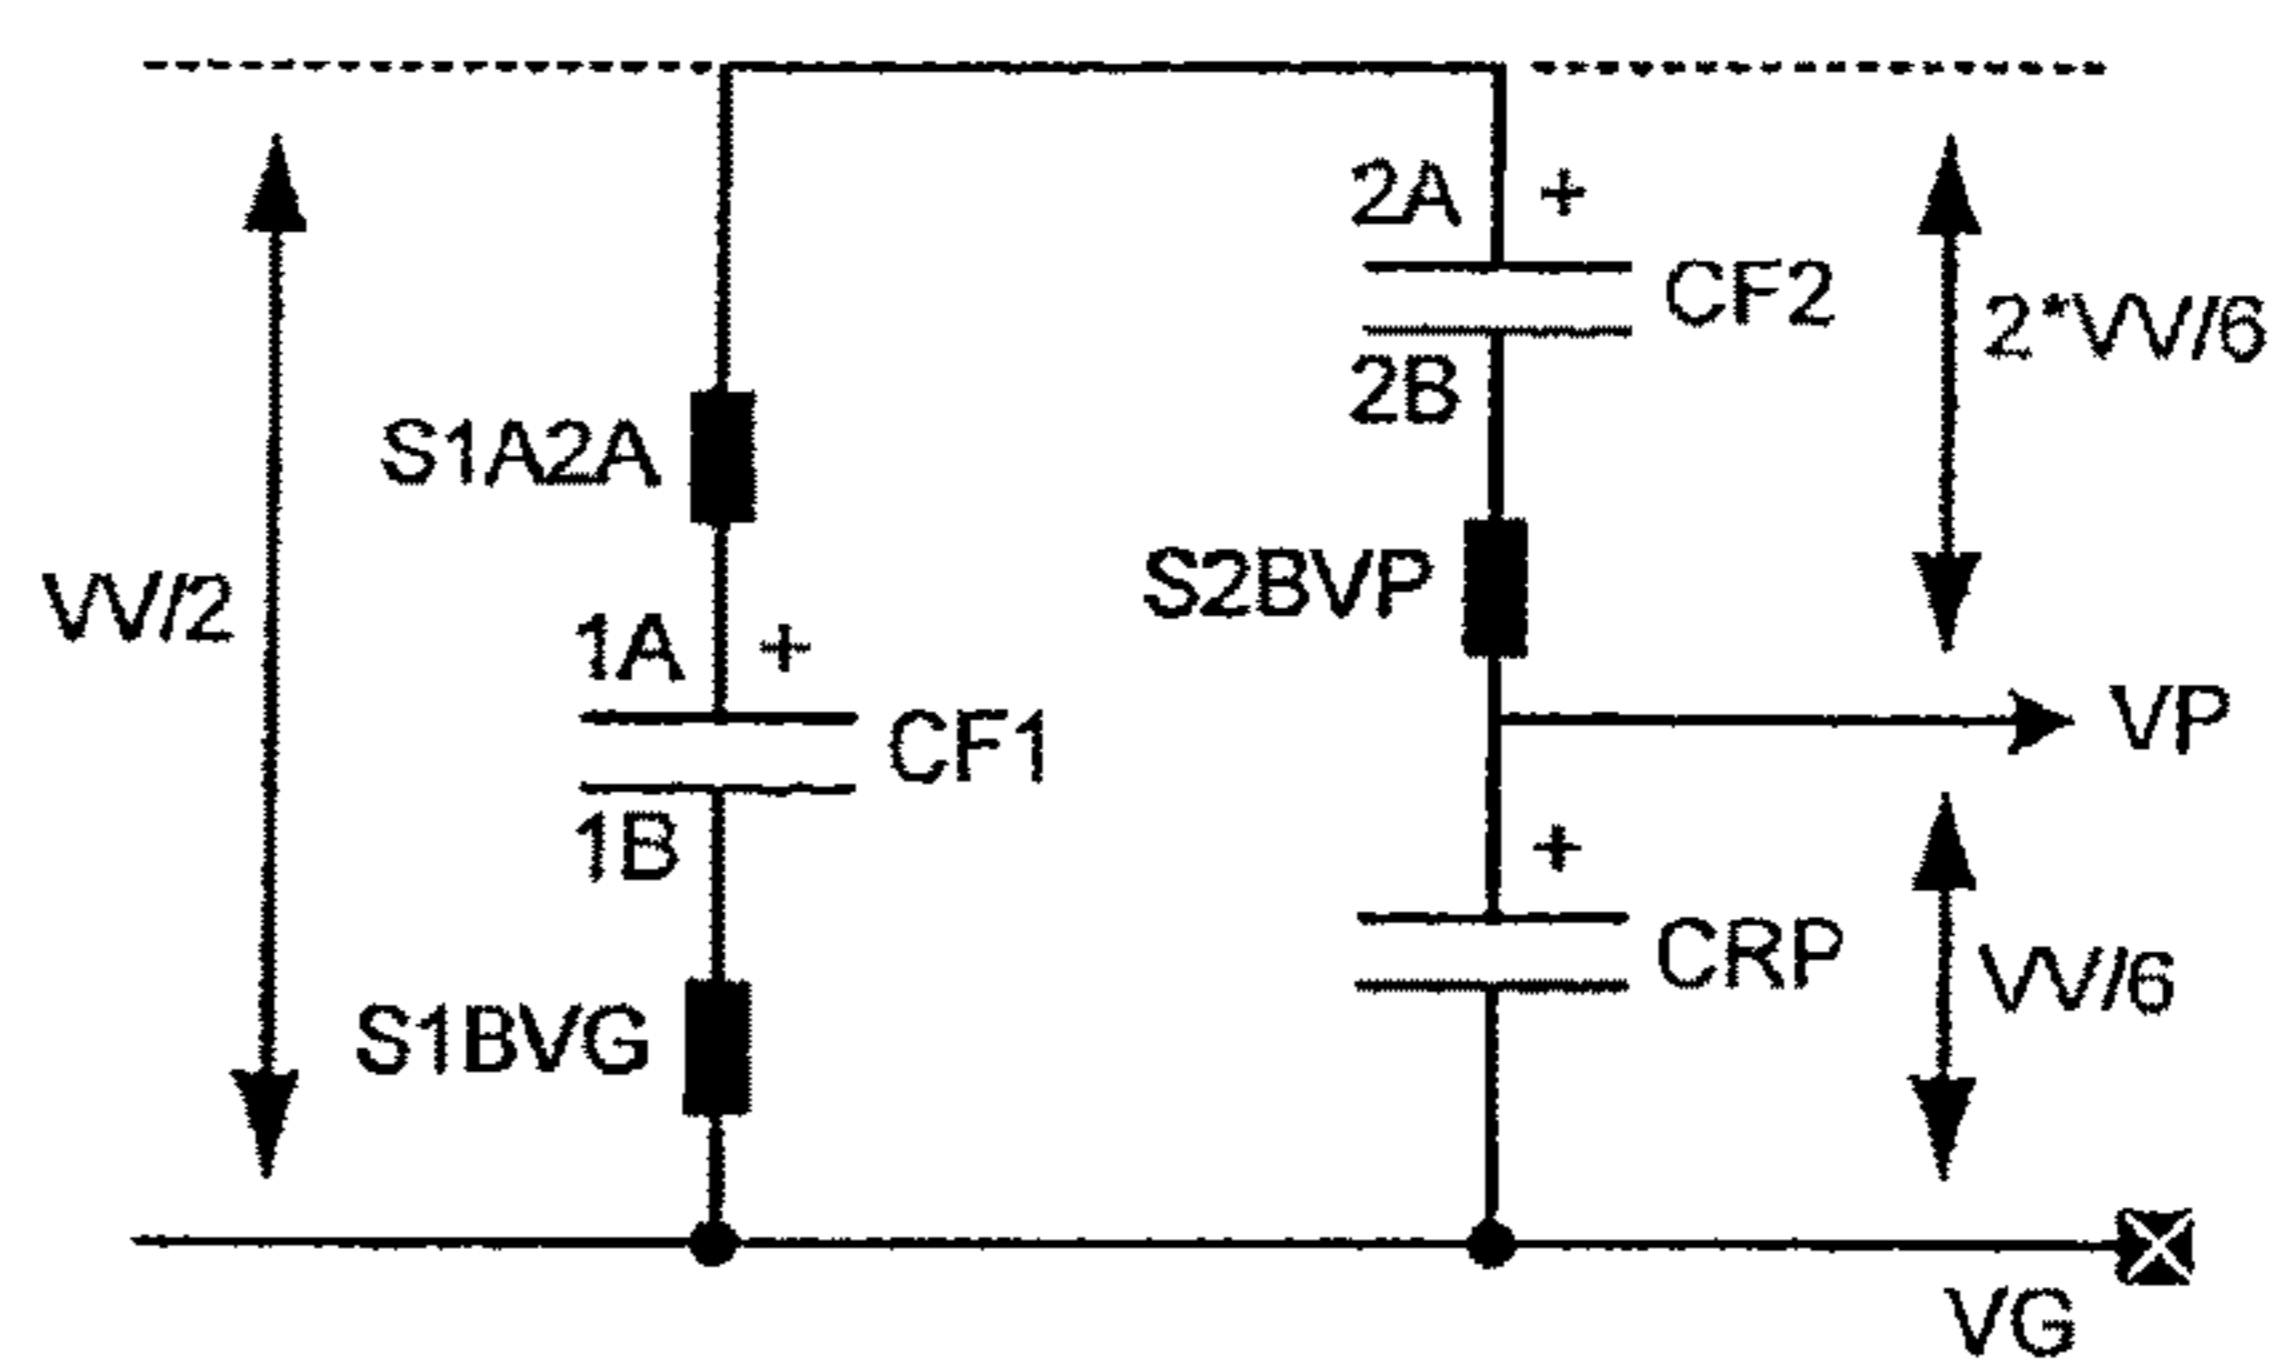 2A +
CF2
2*VV/6
2B
S1A2A
S2BVP
VV/2
1A +
CF1
VP
1B
+
CRP
VV/6
S1BVG
VG